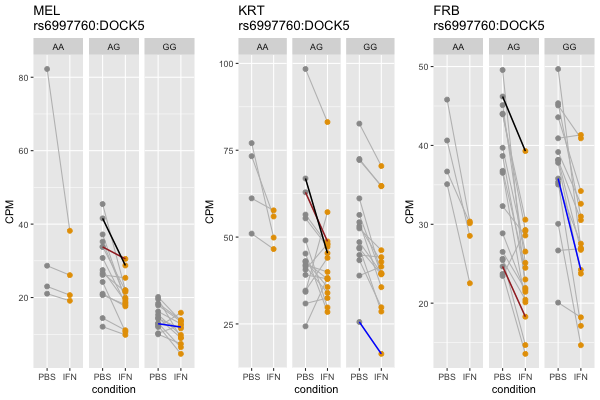 MEL
rs6997760:DOCK5
AA AG GG
80
60
40
20
CPM
PBS IFN PBS IFN PBS IFN
condition
KRT
rs6997760:DOCK5
AA AG GG
100
75
50
25
CPM
PBS IFN PBS IFN PBS IFN
condition
FRB
rs6997760:DOCK5
AA AG GG
50
40
30
20
CPM
PBS IFN PBS IFN PBS IFN
condition